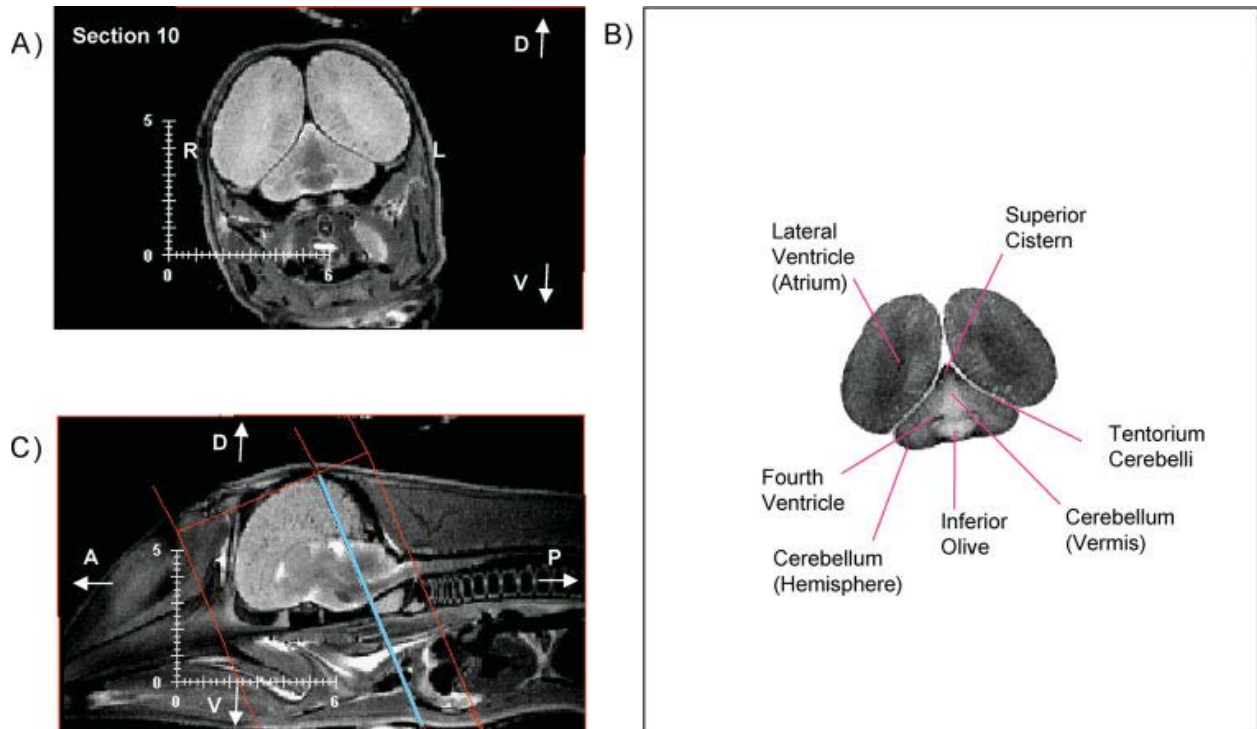 A)
Section 10
D
5
R
L
0
0
6
V
B)
Superior
Cistern
Lateral
Ventricle
(Atrium)
Tentorium
Cerebelli
Fourth
Ventricle
Inferior
Olive
Cerebellum
(Vermis)
Cerebellum
(Hemisphere)
C)
D
A
5
P
0
0
V
6